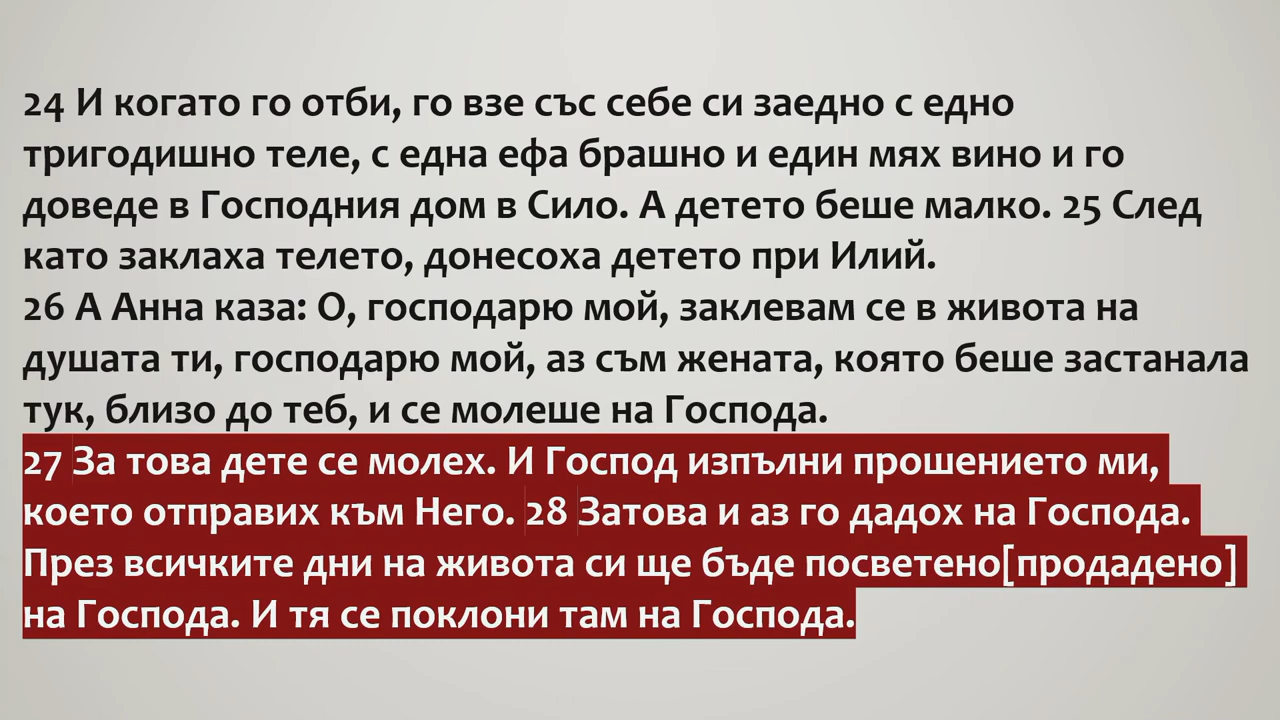 24 И когато го отби, го взе със себе си заедно с едно
тригодишно теле, с една ефа брашно и един мях вино и го
доведе в Господния дом в Сило. А детето беше малко. 25 След
като заклаха телето, донесоха детето при Илий.
26 А Анна каза: О, господарю мой, заклевам се в живота на
душата ти, господарю мой, аз съм жената, която беше застанала
тук, близо до теб, и се молеше на Господа.
27 За това дете се молех. И Господ изпълни прошението ми,
което отправих към Него. 28 Затова и аз го дадох на Господа.
През всичките дни на живота си ще бъде посветено[продадено]
на Господа. И тя се поклони там на Господа.